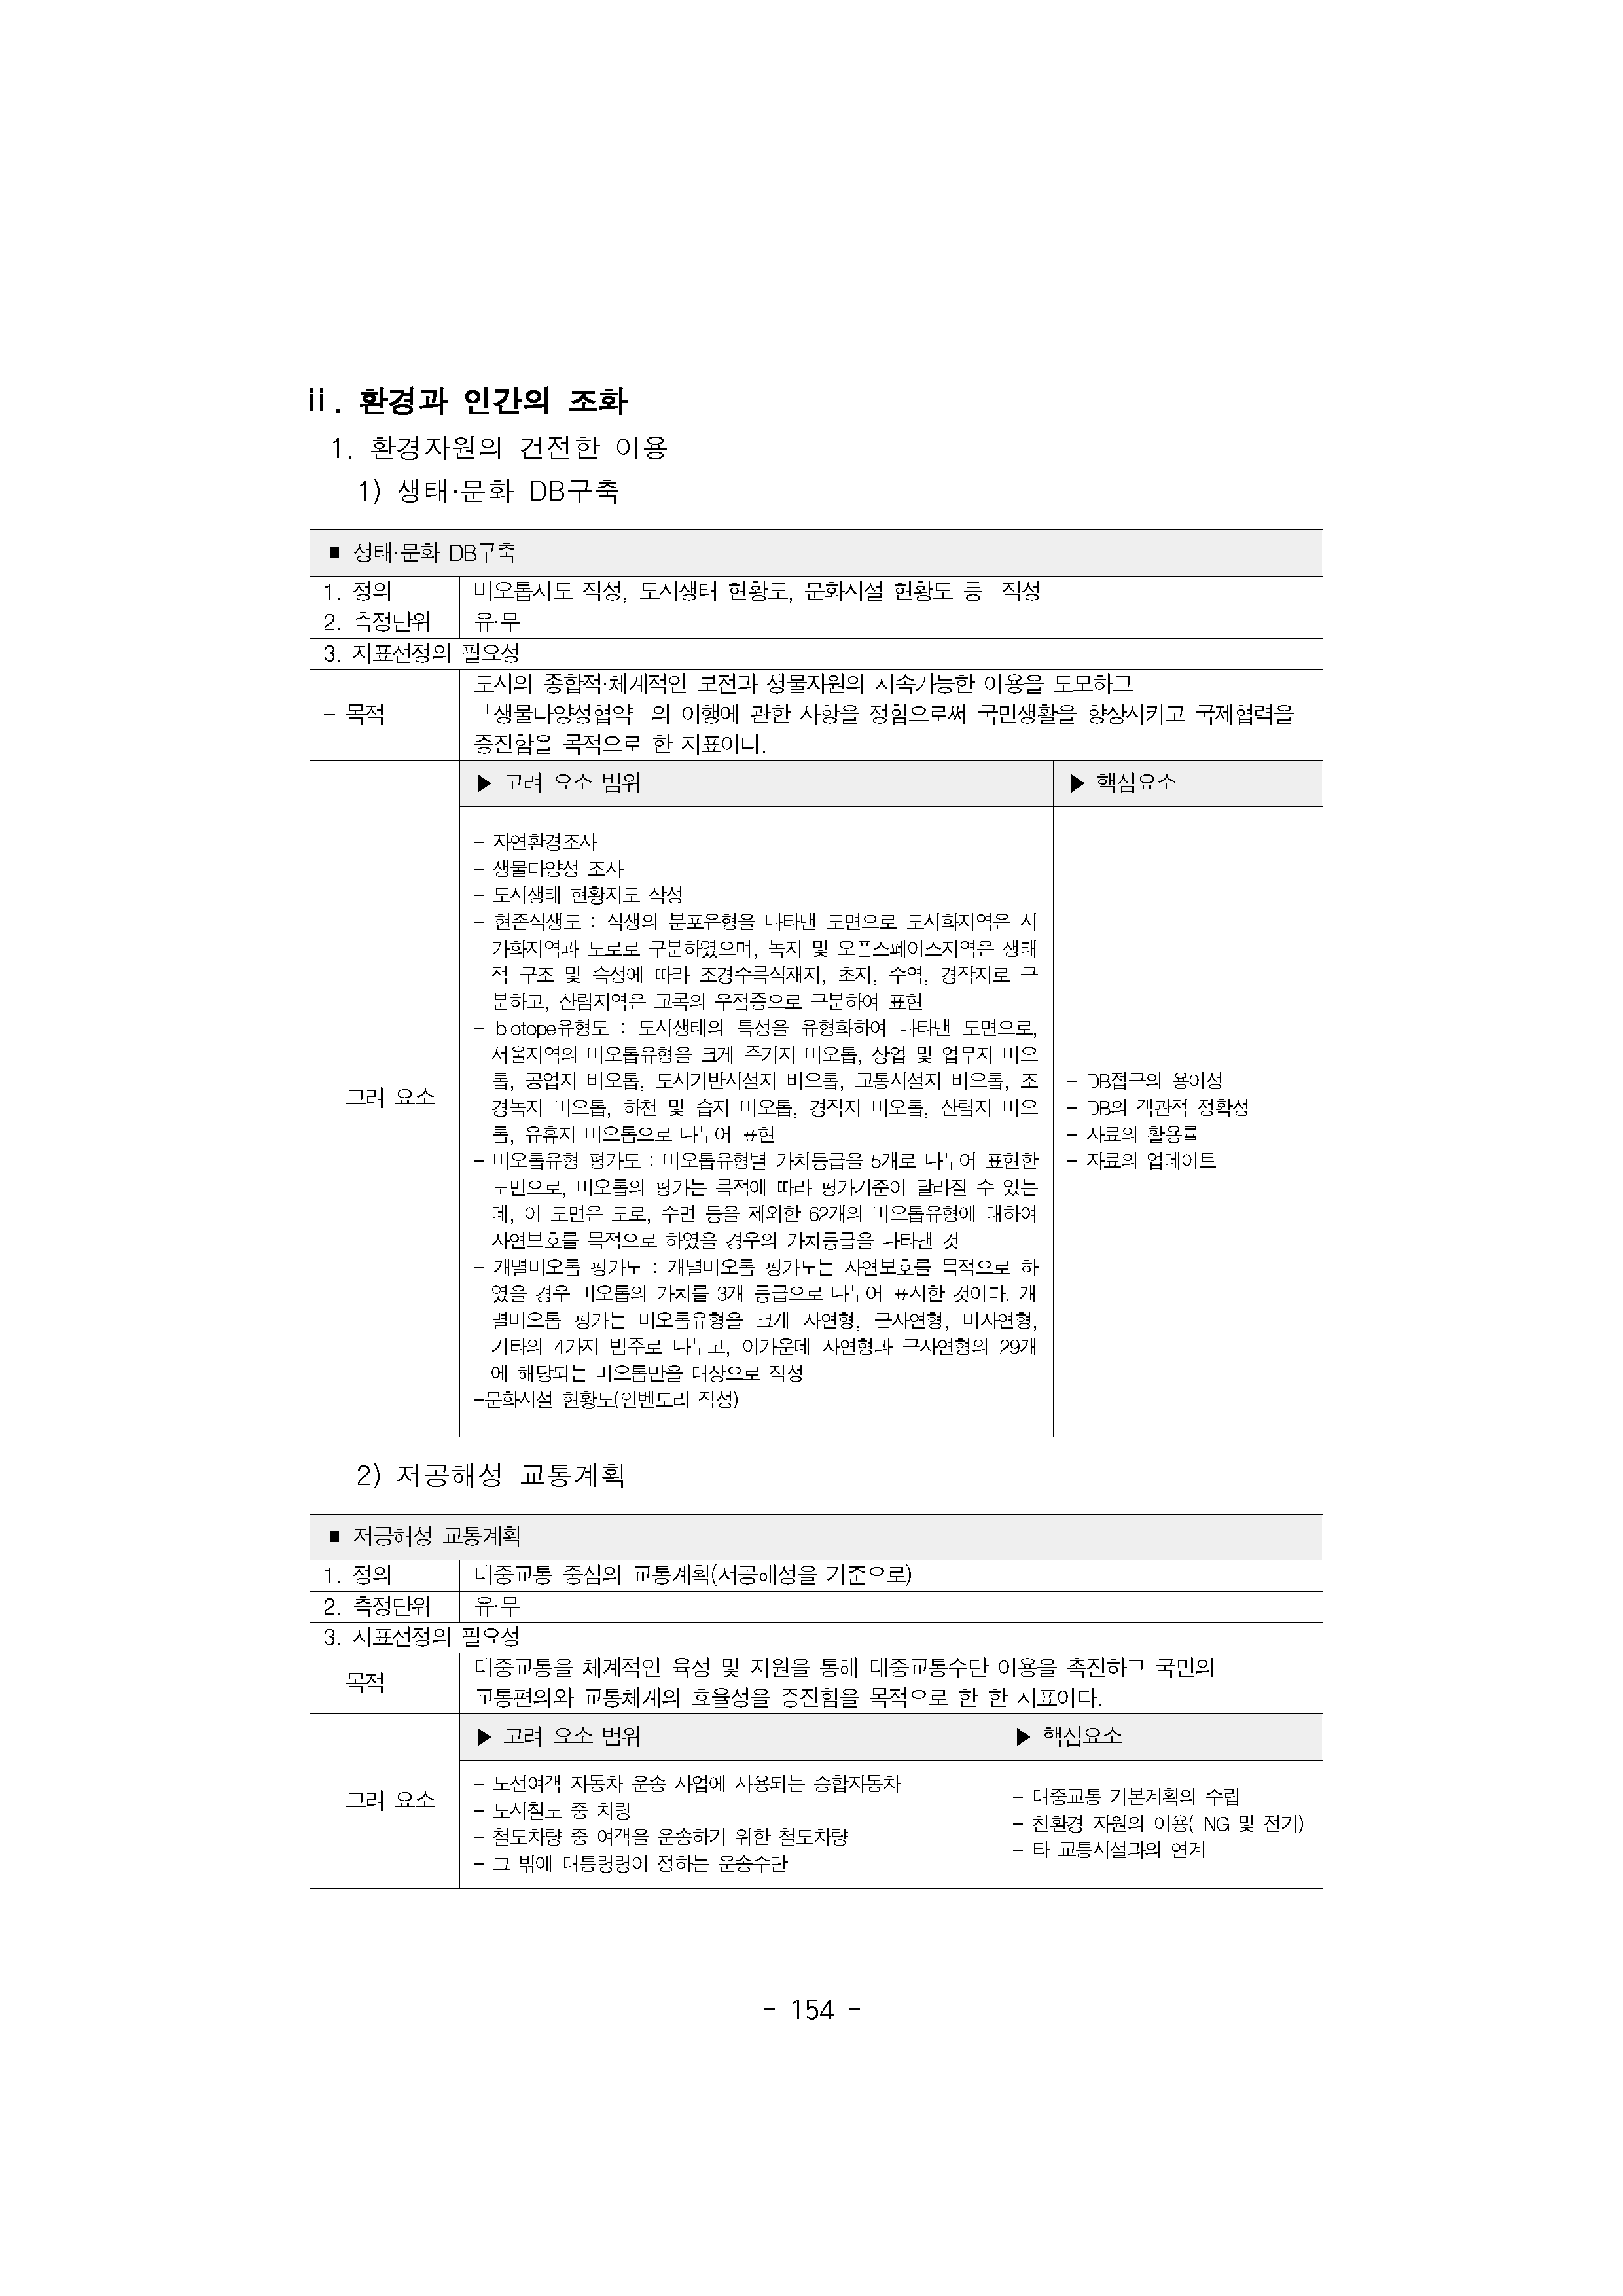 ii. 환경과 인간의 조화
1. 환경자원의 건전한 이용
1) 생태·문화 DB구축
■ 생태·문화 DB구축
1. 정의 비오톱지도 작성, 도시생태 현황도, 문화시설 현황도 등 작성
2. 측정단위 유·무
3. 지표선정의 필요성
- 목적
도시의 종합적·체계적인 보전과 생물자원의 지속가능한 이용을 도모하고
「생물다양성협약」의 이행에 관한 사항을 정함으로써 국민생활을 향상시키고 국제협력을
증진함을 목적으로 한 지표이다.
- 고려 요소
▶ 고려 요소 범위
- 자연환경조사
- 생물다양성 조사
- 도시생태 현황지도 작성
- 현존식생도 : 식생의 분포유형을 나타낸 도면으로 도시화지역은 시
가화지역과 도로로 구분하였으며, 녹지 및 오픈스페이스지역은 생태
적 구조 및 속성에 따라 조경수목식재지, 초지, 수역, 경작지로 구
분하고, 산림지역은 교목의 우점종으로 구분하여 표현
- biotope유형도 : 도시생태의 특성을 유형화하여 나타낸 도면으로,
서울지역의 비오톱유형을 크게 주거지 비오톱, 상업 및 업무지 비오
톱, 공업지 비오톱, 도시기반시설지 비오톱, 교통시설지 비오톱, 조
경녹지 비오톱, 하천 및 습지 비오톱, 경작지 비오톱, 산림지 비오
톱, 유휴지 비오톱으로 나누어 표현
- 비오톱유형 평가도 : 비오톱유형별 가치등급을 5개로 나누어 표현한
도면으로, 비오톱의 평가는 목적에 따라 평가기준이 달라질 수 있는
데, 이 도면은 도로, 수면 등을 제외한 62개의 비오톱유형에 대하여
자연보호를 목적으로 하였을 경우의 가치등급을 나타낸 것
- 개별비오톱 평가도 : 개별비오톱 평가도는 자연보호를 목적으로 하
였을 경우 비오톱의 가치를 3개 등급으로 나누어 표시한 것이다. 개
별비오톱 평가는 비오톱유형을 크게 자연형, 근자연형, 비자연형,
기타의 4가지 범주로 나누고, 이가운데 자연형과 근자연형의 29개
에 해당되는 비오톱만을 대상으로 작성
-문화시설 현황도(인벤토리 작성)
▶ 핵심요소
- DB접근의 용이성
- DB의 객관적 정확성
- 자료의 활용률
- 자료의 업데이트
2) 저공해성 교통계획
■ 저공해성 교통계획
1. 정의 대중교통 중심의 교통계획(저공해성을 기준으로)
2. 측정단위 유·무
3. 지표선정의 필요성
- 목적
대중교통을 체계적인 육성 및 지원을 통해 대중교통수단 이용을 촉진하고 국민의
교통편의와 교통체계의 효율성을 증진함을 목적으로 한 한 지표이다.
- 고려 요소
▶ 고려 요소 범위
- 노선여객 자동차 운송 사업에 사용되는 승합자동차
- 도시철도 중 차량
- 철도차량 중 여객을 운송하기 위한 철도차량
- 그 밖에 대통령령이 정하는 운송수단
▶ 핵심요소
- 대중교통 기본계획의 수립
- 친환경 자원의 이용(LNG 및 전기)
- 타 교통시설과의 연계
- 154 -